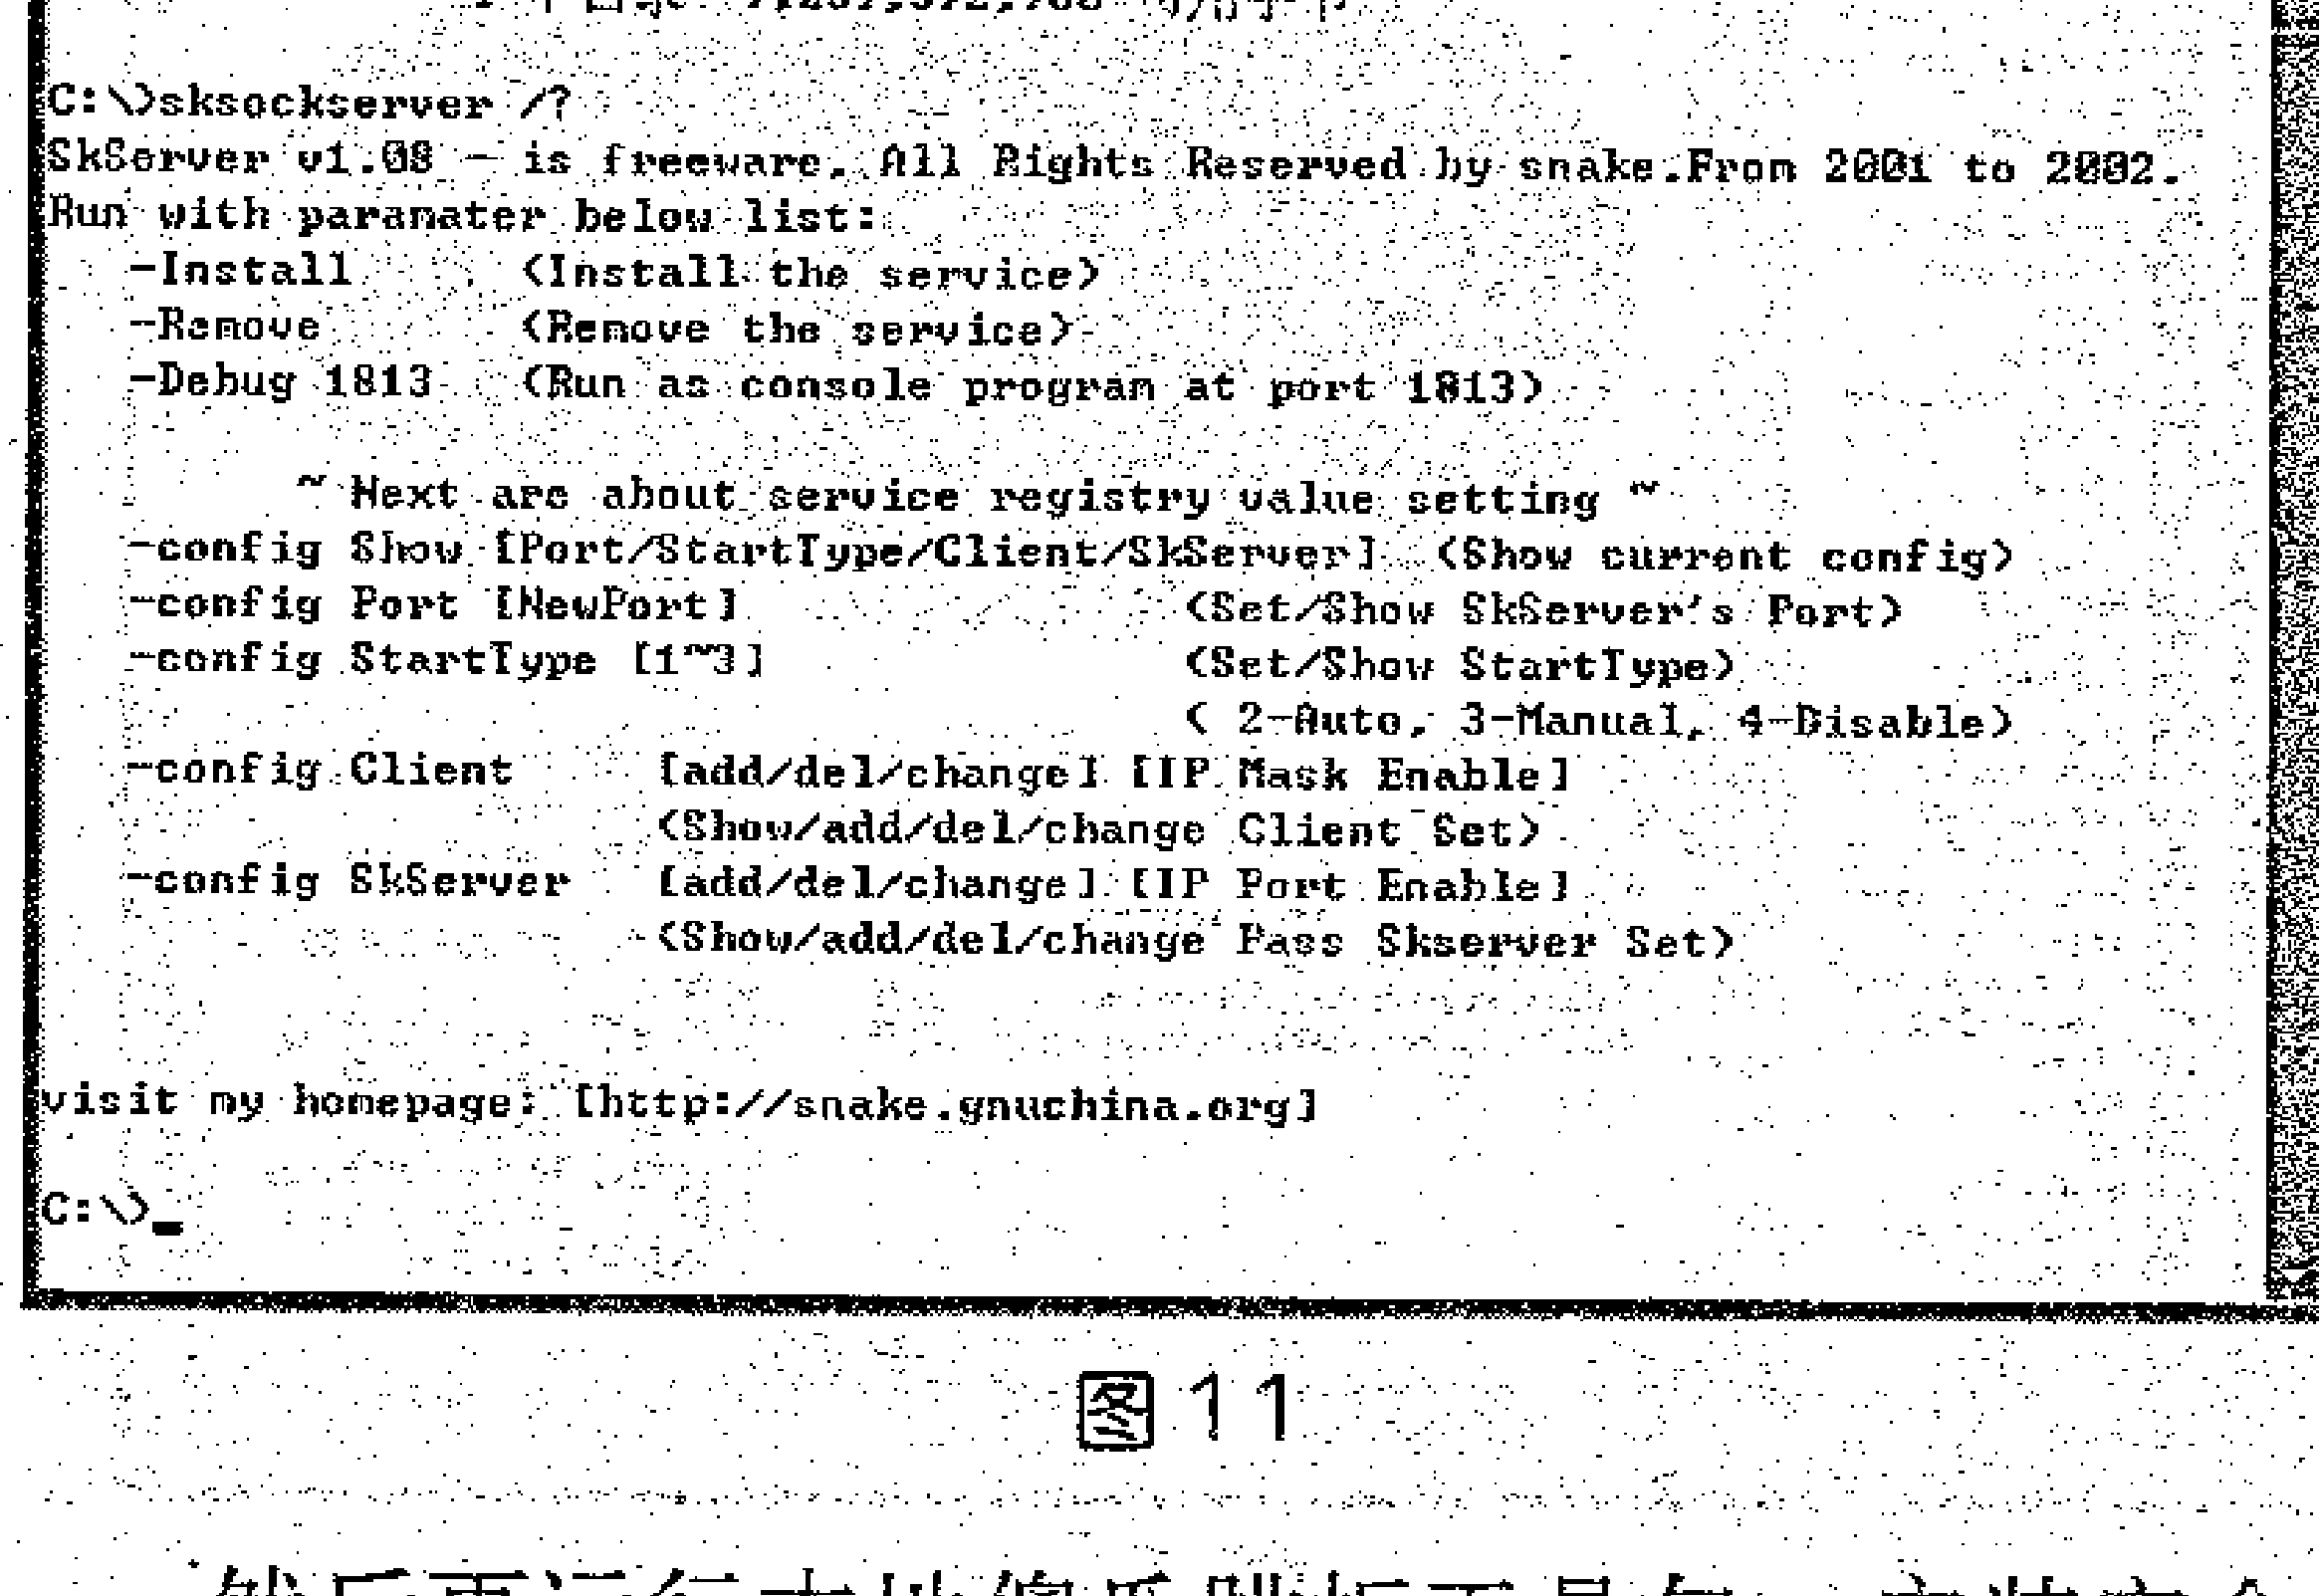 C:\>sksockserver /?
SkServer v1.08 - is freeware. All Rights Reserved by snake.From 2001 to 2002.
Run with paramater below list:
-Install (Install the service)
-Remove (Remove the service)
-Debug 1813 (Run as console program at port 1813)
~ Next are about service registry value setting ~
-config Show [Port/StartType/Client/SkServer] (Show current config)
-config Port [NewPort] (Set/Show SkServer's Port)
-config StartType [1~3] (Set/Show StartType)
( 2-Auto, 3-Manual, 4-Disable)
-config Client [add/del/change] [IP Mask Enable]
(Show/add/del/change Client Set)
-config SkServer [add/del/change] [IP Port Enable]
(Show/add/del/change Pass Skserver Set)
visit my homepage: [http://snake.gnuchina.org]
C:\>_
图11